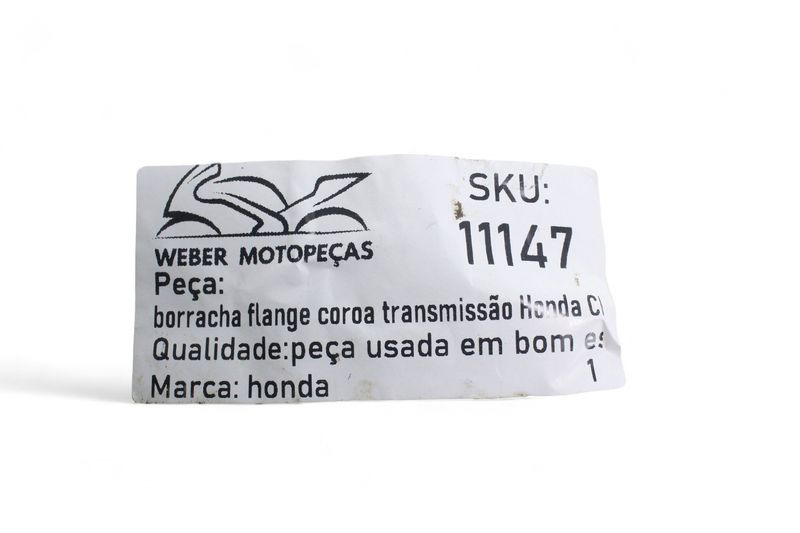 WEBER MOTOPEÇAS
SKU:
11147
Peça:
borracha flange coroa transmissão Honda
Qualidade:peça usada em bom
Marca: honda
1